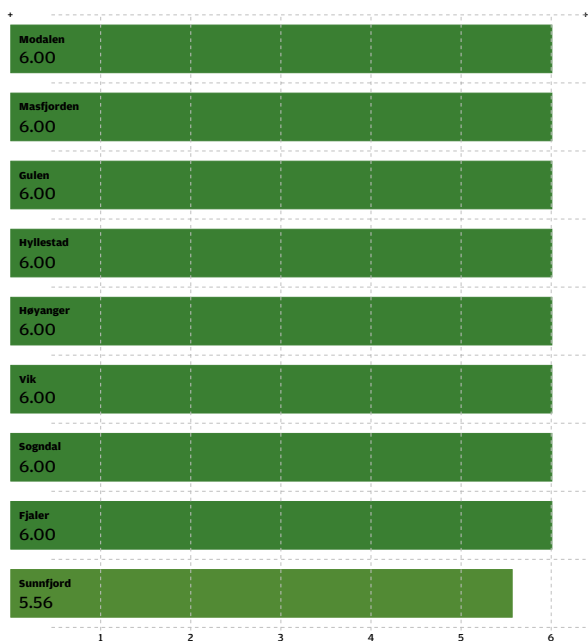 Modalen
6.00
Masfjorden
6.00
Gulen
6.00
Hyllestad
6.00
Høyanger
6.00
Vik
6.00
Sogndal
6.00
Fjaler
6.00
Sunnfjord
5.56
1 2 3 4 5 6